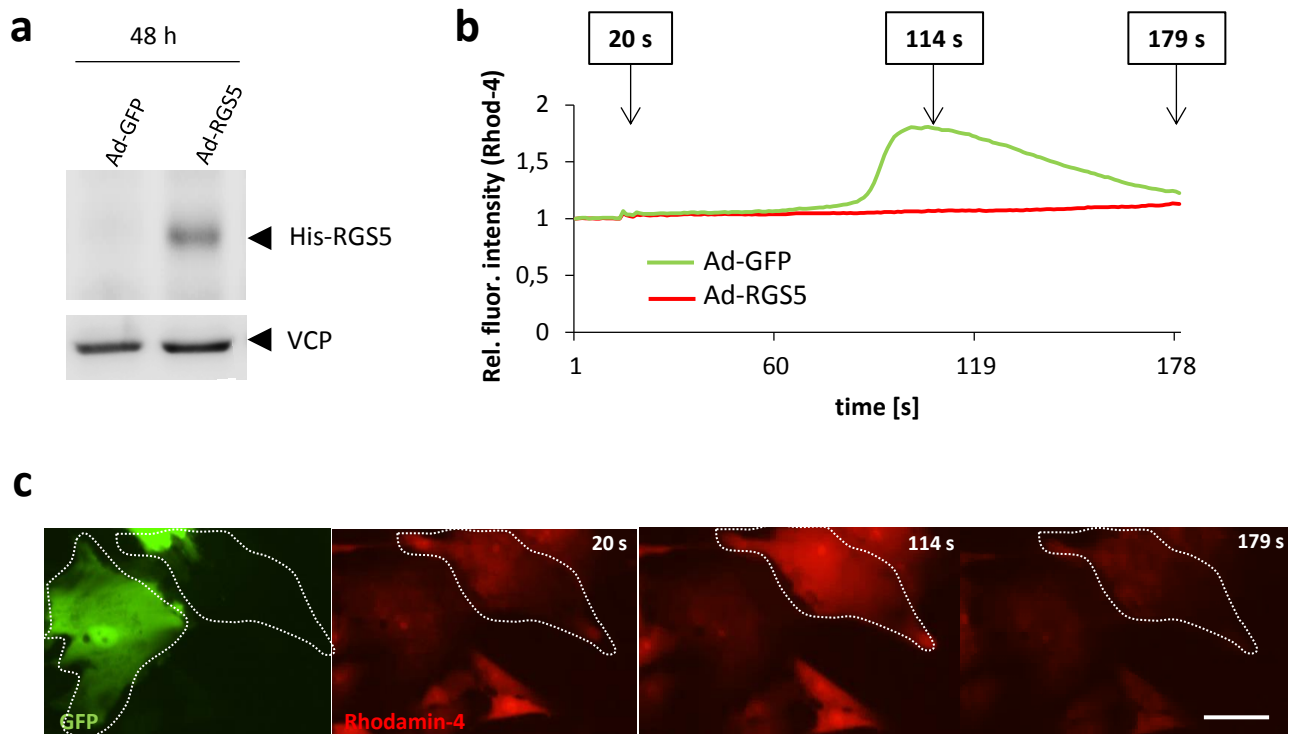 a
48 h
Ad-GFP
Ad-RGS5
His-RGS5
VCP
b
20 s
114 s
179 s
Rel. fluor. intensity (Rhod-4)
2
1,5
1
0,5
0
Ad-GFP
Ad-RGS5
1
60
119
178
time [s]
c
GFP
Rhodamin-4
20 s
114 s
179 s